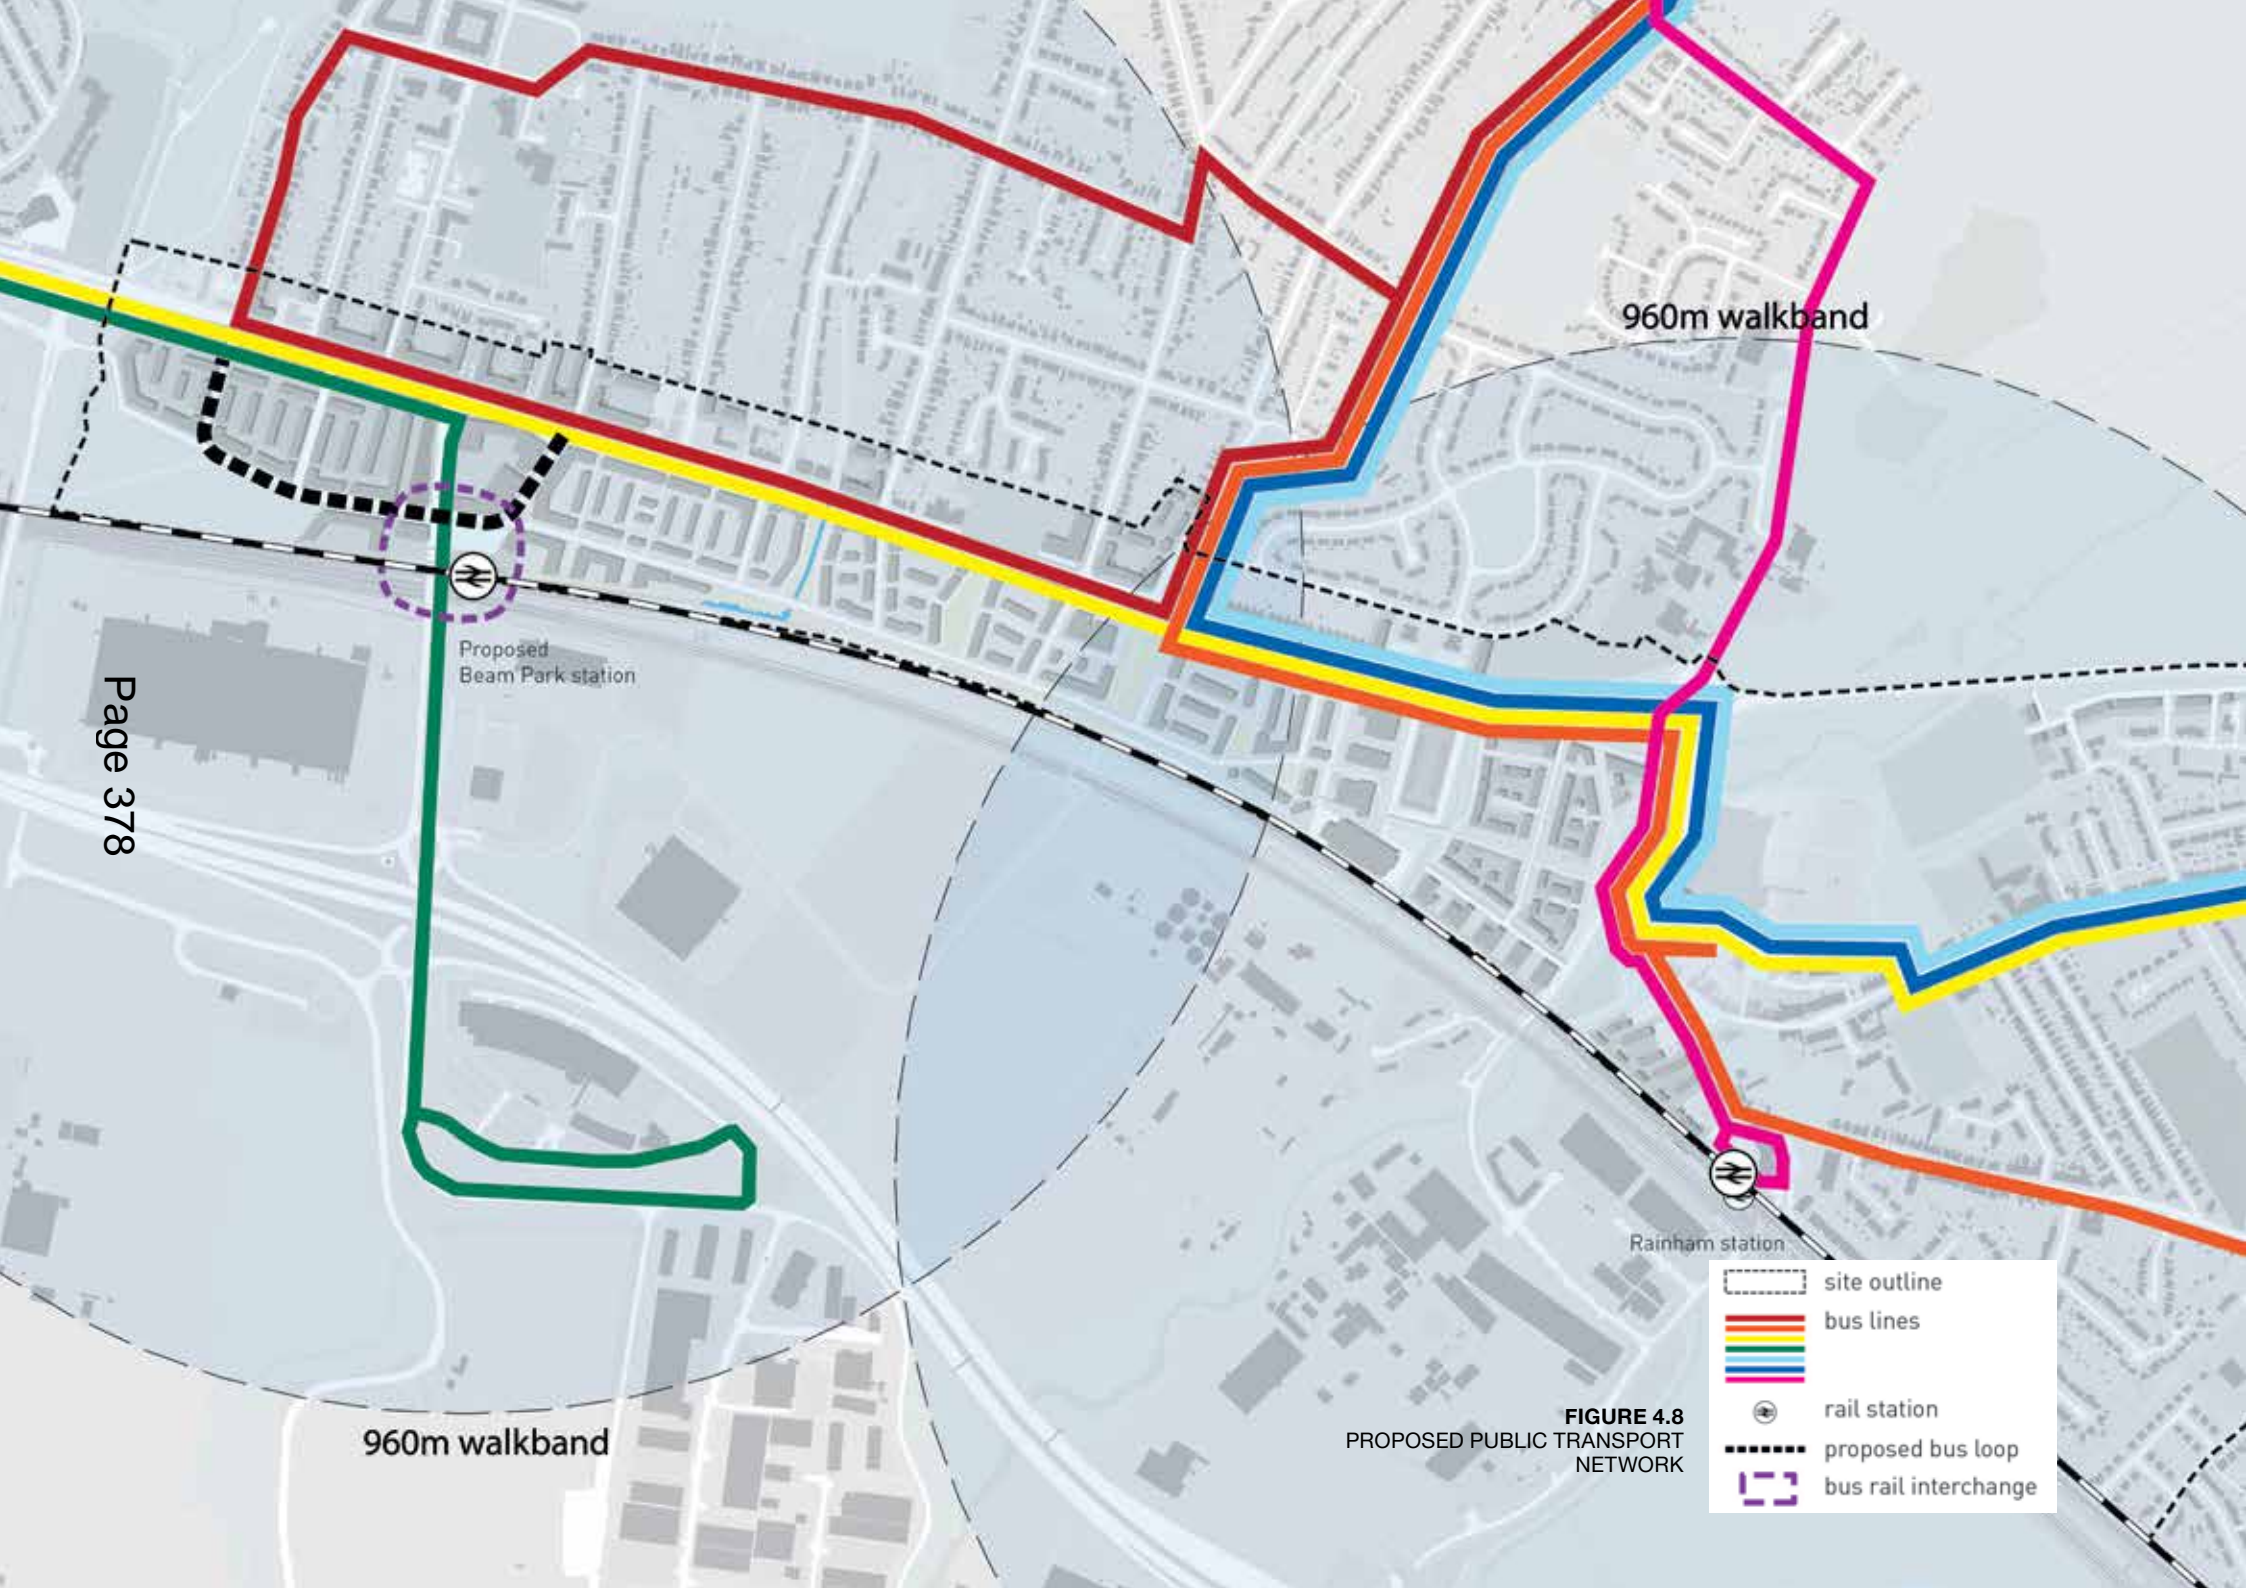 960m walkband
Proposed
Beam Park station
Page 378
Rainham station
site outline
bus lines
rail station
proposed bus loop
bus rail interchange
FIGURE 4.8
PROPOSED PUBLIC TRANSPORT
NETWORK
960m walkband